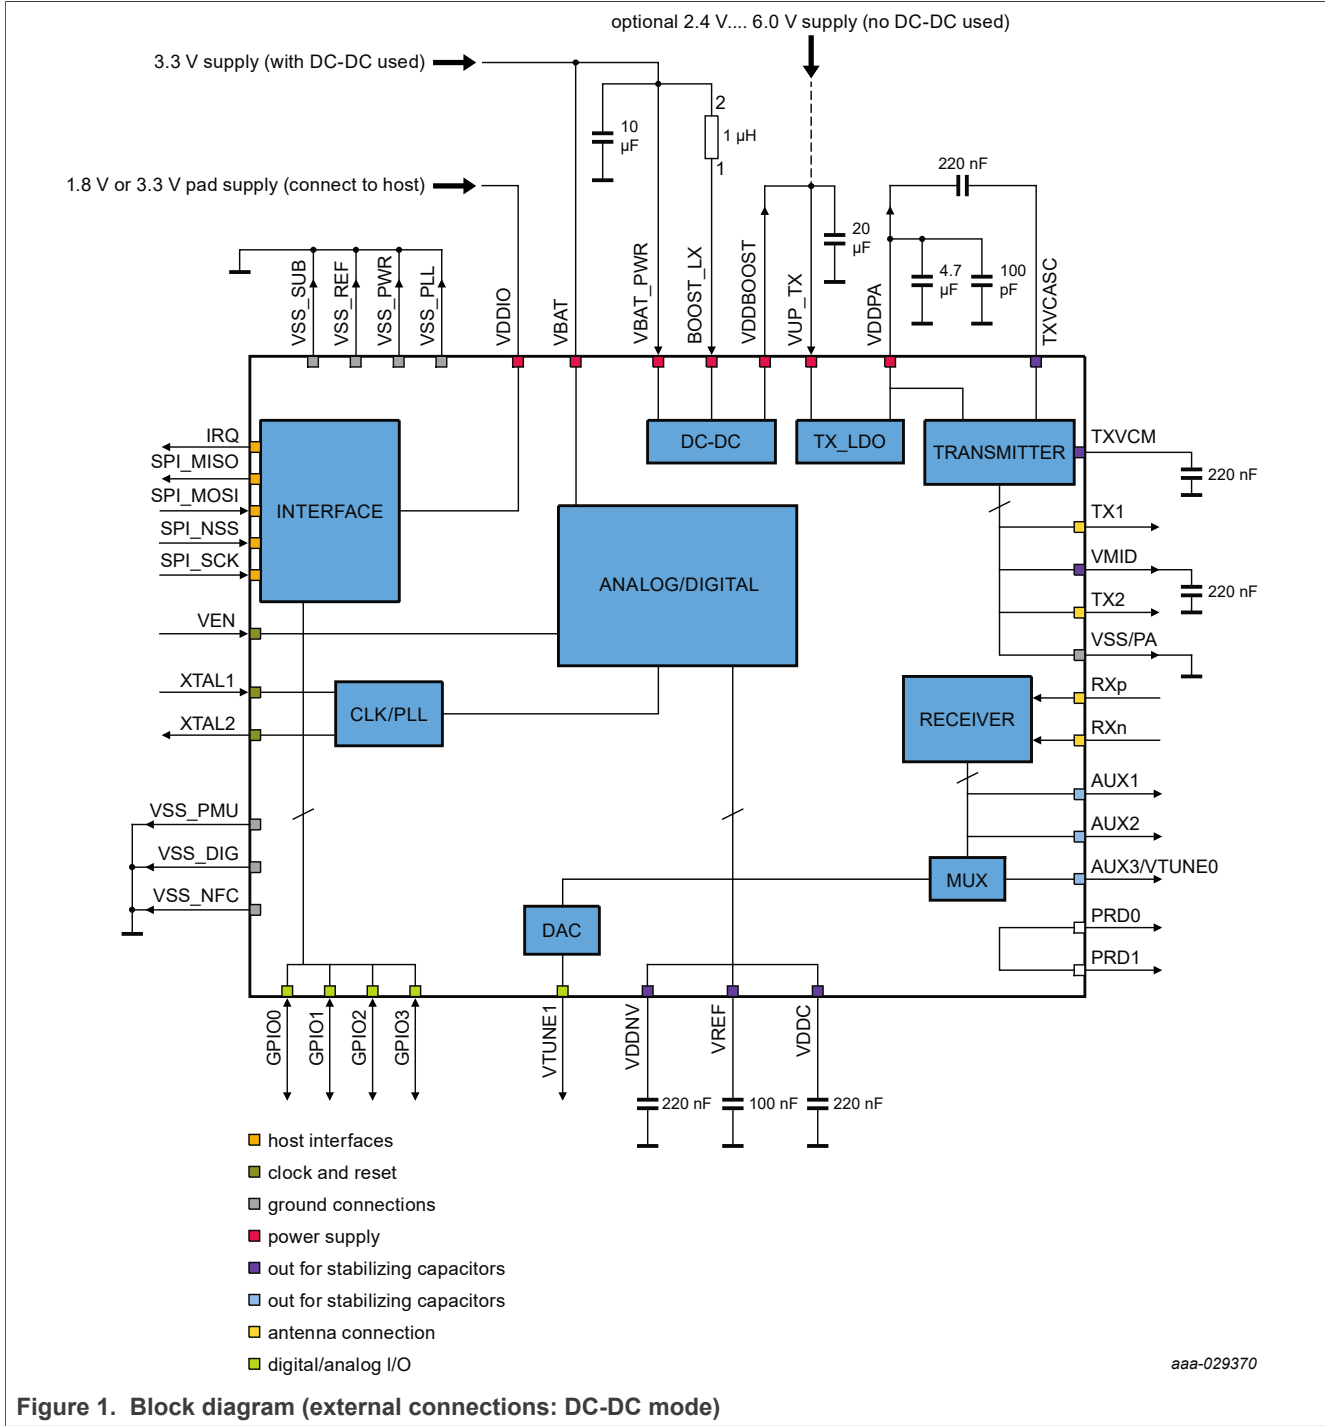 optional 2.4 V.... 6.0 V supply (no DC-DC used)
3.3 V supply (with DC-DC used)
2
10
µF
1 µH
1
220 nF
1.8 V or 3.3 V pad supply (connect to host)
20
µF
4.7
µF
100
pF
VSS_SUB
VSS_REF
VSS_PWR
VSS_PLL
VDDIO
VBAT
VBAT_PWR
BOOST_LX
VDDBOOST
VUP_TX
VDDPA
TXVCASC
IRQ
SPI_MISO
SPI_MOSI
SPI_NSS
SPI_SCK
INTERFACE
DC-DC
TX_LDO
TRANSMITTER
TXVCM
220 nF
TX1
VMID
220 nF
TX2
VSS/PA
ANALOG/DIGITAL
VEN
XTAL1
XTAL2
CLK/PLL
RECEIVER
RXp
RXn
AUX1
AUX2
AUX3/VTUNE0
MUX
VSS_PMU
VSS_DIG
VSS_NFC
DAC
PRD0
PRD1
GPIO0
GPIO1
GPIO2
GPIO3
VTUNE1
VDDNV
VREF
VDDC
220 nF
100 nF
220 nF
host interfaces
clock and reset
ground connections
power supply
out for stabilizing capacitors
out for stabilizing capacitors
antenna connection
digital/analog I/O
aaa-029370
Figure 1. Block diagram (external connections: DC-DC mode)